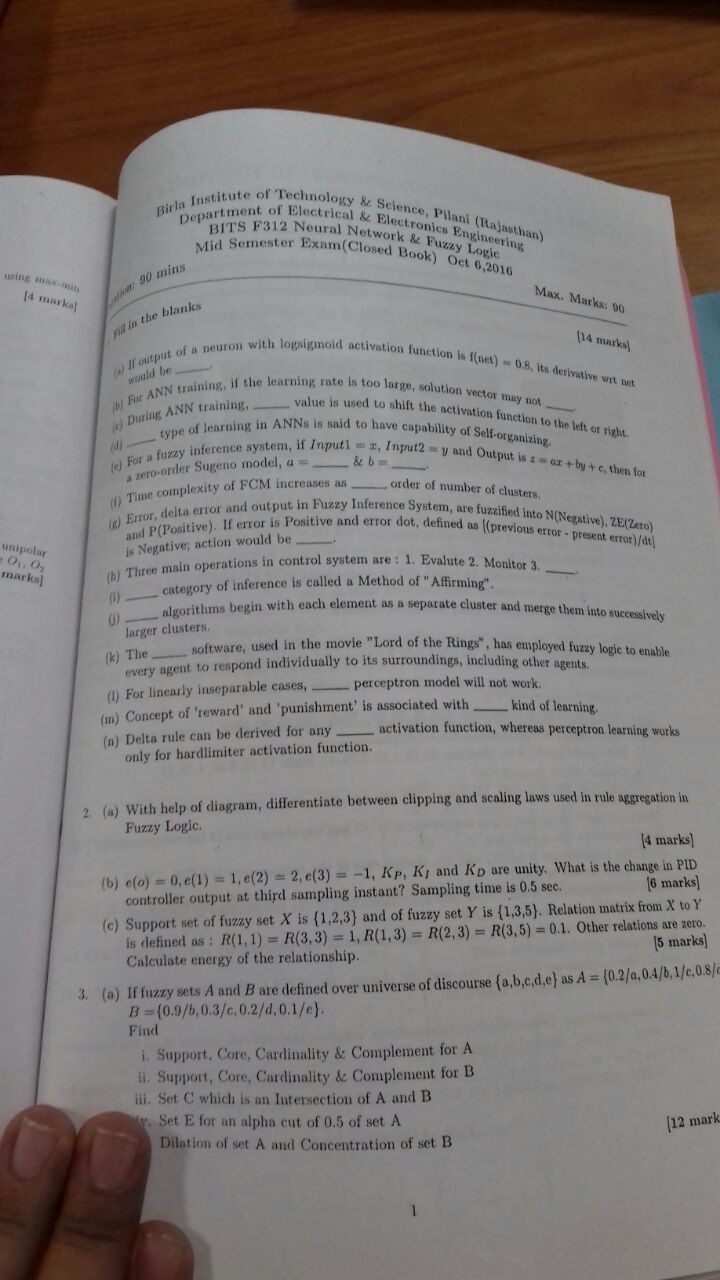 using max-min
[4 marks]
unipolar
O₁, O₂
marks]
Birla Institute of Technology & Science, Pilani (Rajasthan)
Department of Electrical & Electronics Engineering
BITS F312 Neural Network & Fuzzy Logic
Mid Semester Exam(Closed Book) Oct 6,2016
90 mins Max. Marks: 90
Fill in the blanks [14 marks]
(a) If output of a neuron with logsigmoid activation function is f(net) = 0.8, its derivative wrt net
would be _____.
(b) For ANN training, if the learning rate is too large, solution vector may not _____.
(c) During ANN training, _____ value is used to shift the activation function to the left or right.
(d) _____ type of learning in ANNs is said to have capability of Self-organizing.
(e) For a fuzzy inference system, if Input1 = x, Input2 = y and Output is z = ax + by + c, then for
a zero-order Sugeno model, a = _____ & b = _____.
(f) Time complexity of FCM increases as _____ order of number of clusters.
(g) Error, delta error and output in Fuzzy Inference System, are fuzzified into N(Negative), ZE(Zero)
and P(Positive). If error is Positive and error dot, defined as [(previous error - present error)/dt]
is Negative; action would be _____.
(h) Three main operations in control system are : 1. Evalute 2. Monitor 3. _____.
(i) _____ category of inference is called a Method of "Affirming".
(j) _____ algorithms begin with each element as a separate cluster and merge them into successively
larger clusters.
(k) The _____ software, used in the movie "Lord of the Rings", has employed fuzzy logic to enable
every agent to respond individually to its surroundings, including other agents.
(l) For linearly inseparable cases, _____ perceptron model will not work.
(m) Concept of 'reward' and 'punishment' is associated with _____ kind of learning.
(n) Delta rule can be derived for any _____ activation function, whereas perceptron learning works
only for hardlimiter activation function.
2. (a) With help of diagram, differentiate between clipping and scaling laws used in rule aggregation in
Fuzzy Logic.
[4 marks]
(b) e(o) = 0, e(1) = 1, e(2) = 2, e(3) = −1, K_P, K_I and K_D are unity. What is the change in PID
controller output at third sampling instant? Sampling time is 0.5 sec. [6 marks]
(c) Support set of fuzzy set X is {1,2,3} and of fuzzy set Y is {1,3,5}. Relation matrix from X to Y
is defined as : R(1,1) = R(3,3) = 1, R(1,3) = R(2,3) = R(3,5) = 0.1. Other relations are zero.
Calculate energy of the relationship. [5 marks]
3. (a) If fuzzy sets A and B are defined over universe of discourse {a,b,c,d,e} as A = {0.2/a,0.4/b,1/c,0.8/
B ={0.9/b,0.3/c,0.2/d,0.1/e}.
Find
i. Support, Core, Cardinality & Complement for A
ii. Support, Core, Cardinality & Complement for B
iii. Set C which is an Intersection of A and B
iv. Set E for an alpha cut of 0.5 of set A
Dilation of set A and Concentration of set B [12 mark
1